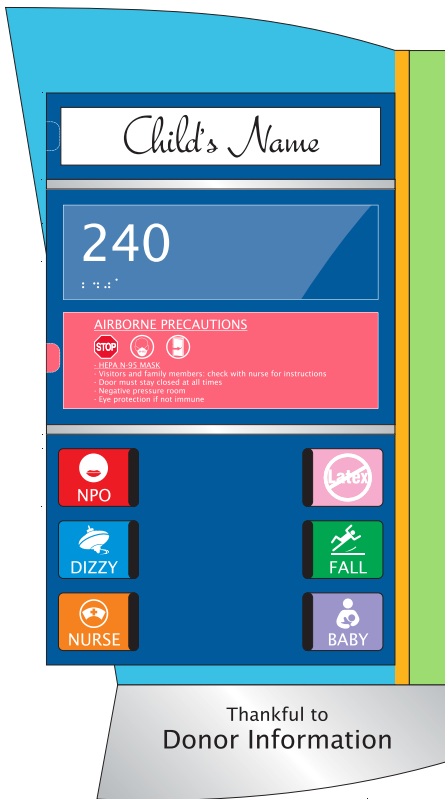 Child's Name
240
AIRBORNE PRECAUTIONS
STOP
- HEPA N-95 MASK
- Visitors and family members: check with nurse for instructions
- Door must stay closed at all times
- Negative pressure room
- Eye protection if not immune
NPO
Latex
DIZZY
FALL
NURSE
BABY
Thankful to
Donor Information